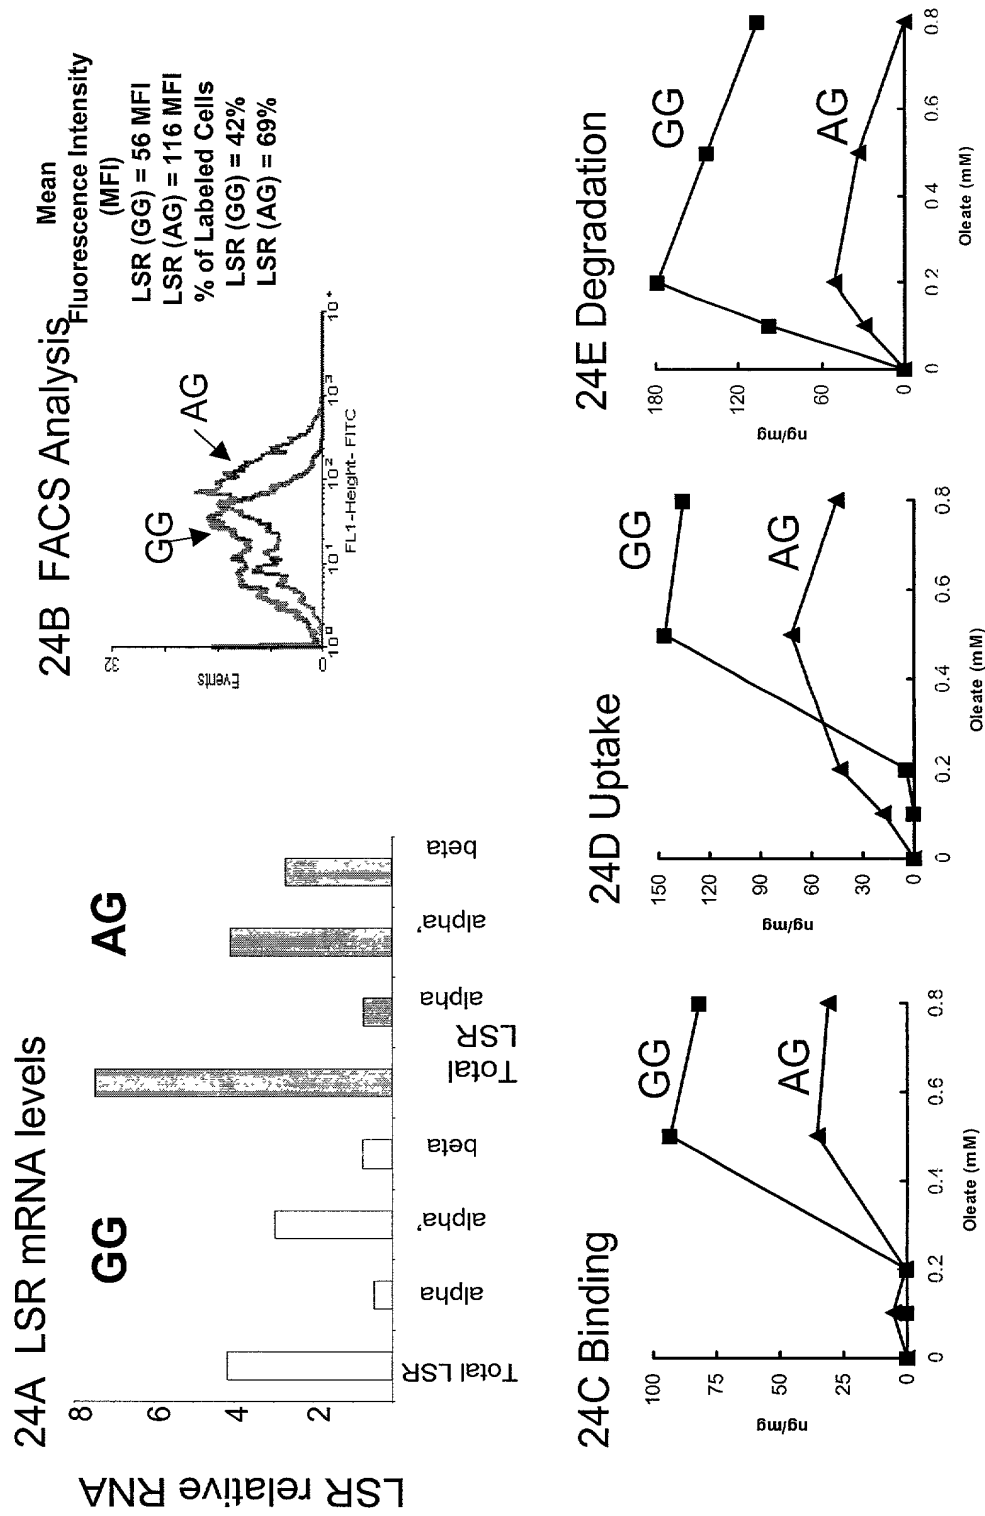 24A LSR mRNA levels
LSR relative RNA
8
6
4
2
GG
AG
Total LSR
alpha
alpha'
beta
Total
LSR
alpha
alpha'
beta
24B FACS Analysis
Events
32
0
10⁰
10¹
10²
10³
FL1-Height- FITC
GG
AG
Mean
Fluorescence Intensity
(MFI)
LSR (GG) = 56 MFI
LSR (AG) = 116 MFI
% of Labeled Cells
LSR (GG) = 42%
LSR (AG) = 69%
24C Binding
ng/mg
100
75
50
25
0
0
0.2
0.4
0.6
0.8
Oleate (mM)
GG
AG
24D Uptake
ng/mg
150
120
90
60
30
0
0
0.2
0.4
0.6
0.8
Oleate (mM)
GG
AG
24E Degradation
ng/mg
180
120
60
0
0
0.2
0.4
0.6
0.8
Oleate (mM)
GG
AG